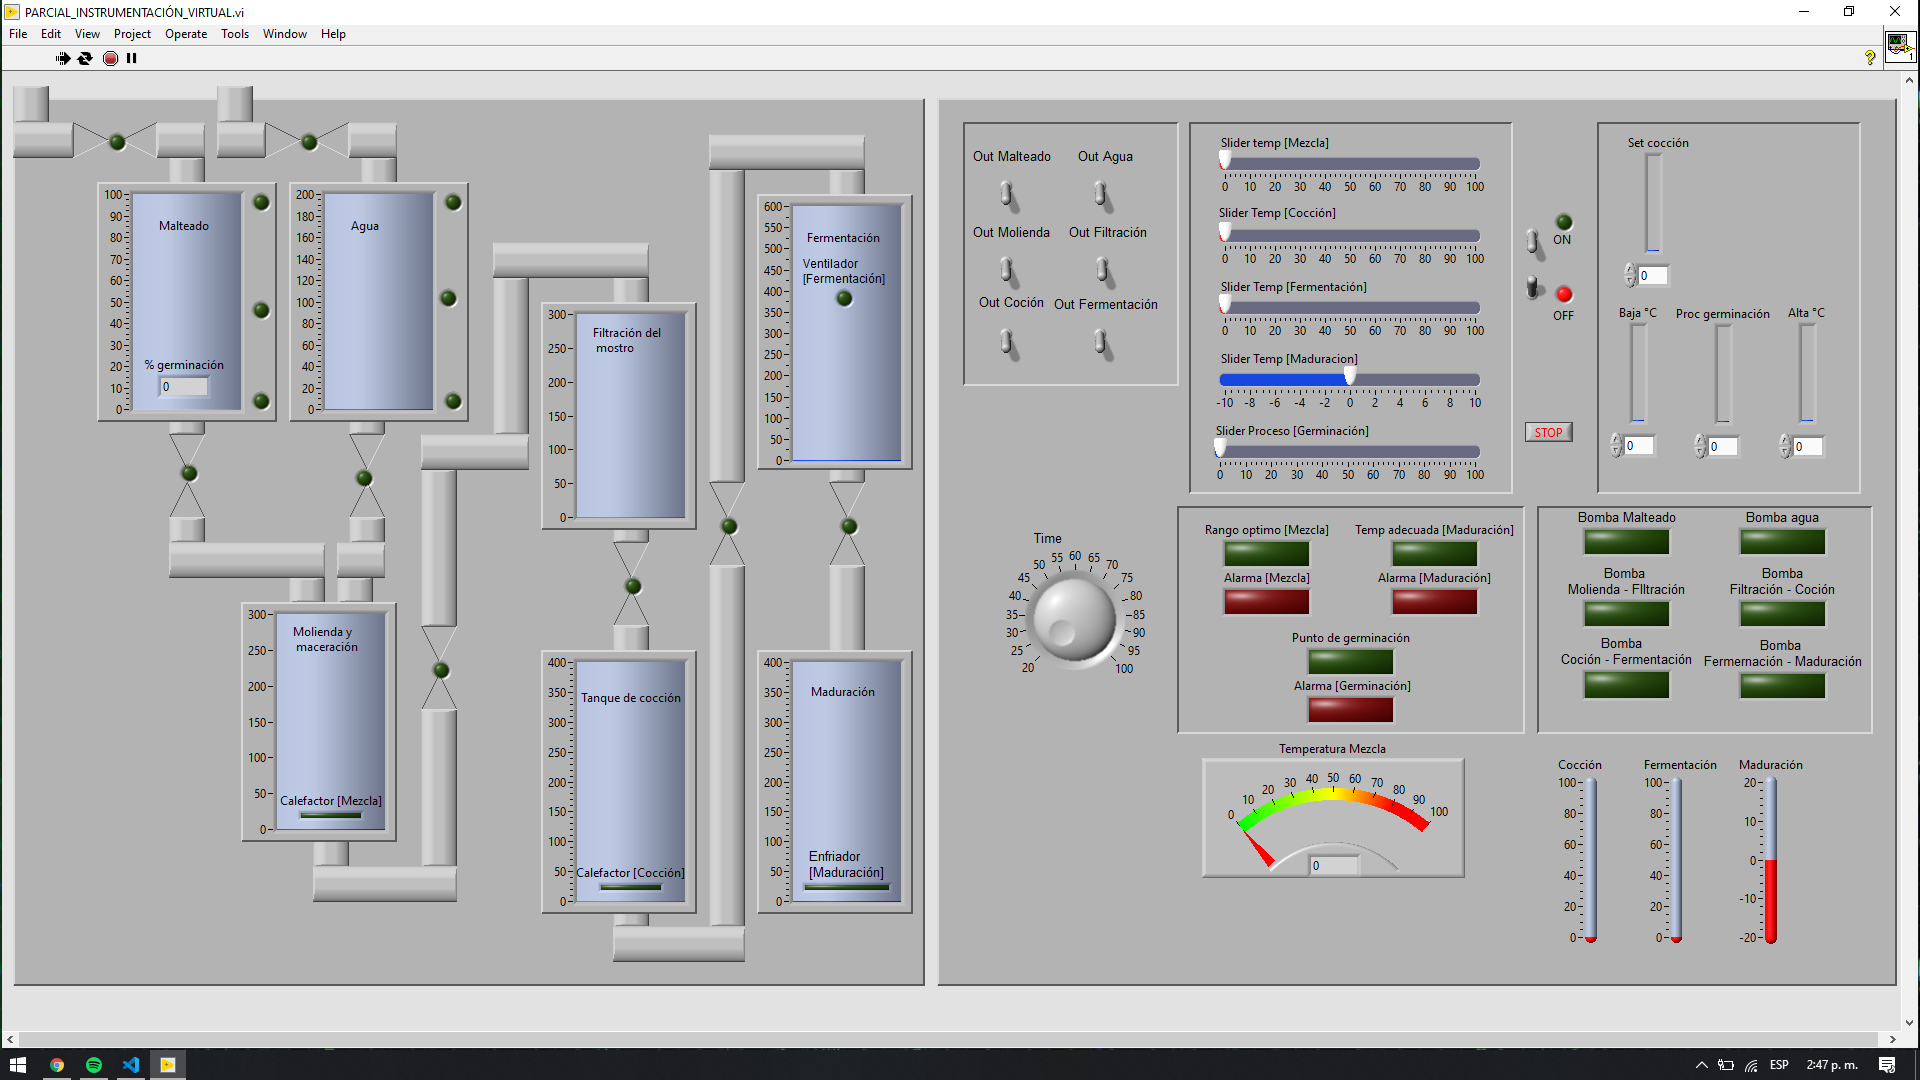 PARCIAL_INSTRUMENTACIÓN_VIRTUAL.vi
File Edit View Project Operate Tools Window Help
1
100
90
80
70
60
50
40
30
20
10
0
Malteado
% germinación
0
200
180
160
140
120
100
80
60
40
20
0
Agua
300
250
200
150
100
50
0
Molienda y
maceración
Calefactor [Mezcla]
300
250
200
150
100
50
0
Filtración del
mostro
400
350
300
250
200
150
100
50
0
Tanque de cocción
Calefactor [Cocción]
600
550
500
450
400
350
300
250
200
150
100
50
0
Fermentación
Ventilador
[Fermentación]
400
350
300
250
200
150
100
50
0
Maduración
Enfriador
[Maduración]
Out Malteado Out Agua
Out Molienda Out Filtración
Out Coción Out Fermentación
Slider temp [Mezcla]
0 10 20 30 40 50 60 70 80 90 100
Slider Temp [Cocción]
0 10 20 30 40 50 60 70 80 90 100
Slider Temp [Fermentación]
0 10 20 30 40 50 60 70 80 90 100
Slider Temp [Maduracion]
-10 -8 -6 -4 -2 0 2 4 6 8 10
Slider Proceso [Germinación]
0 10 20 30 40 50 60 70 80 90 100
ON
OFF
STOP
Set cocción
0
Baja °C Proc germinación Alta °C
0 0 0
Time
20 25 30 35 40 45 50 55 60 65 70 75 80 85 90 95 100
Rango optimo [Mezcla] Temp adecuada [Maduración]
Alarma [Mezcla] Alarma [Maduración]
Punto de germinación
Alarma [Germinación]
Bomba Malteado Bomba agua
Bomba
Molienda - FIltración
Bomba
Filtración - Coción
Bomba
Coción - Fermentación
Bomba
Fermernación - Maduración
Temperatura Mezcla
0 10 20 30 40 50 60 70 80 90 100
0
Cocción
100
80
60
40
20
0
Fermentación
100
80
60
40
20
0
Maduración
20
10
0
-10
-20
ESP 2:47 p. m.